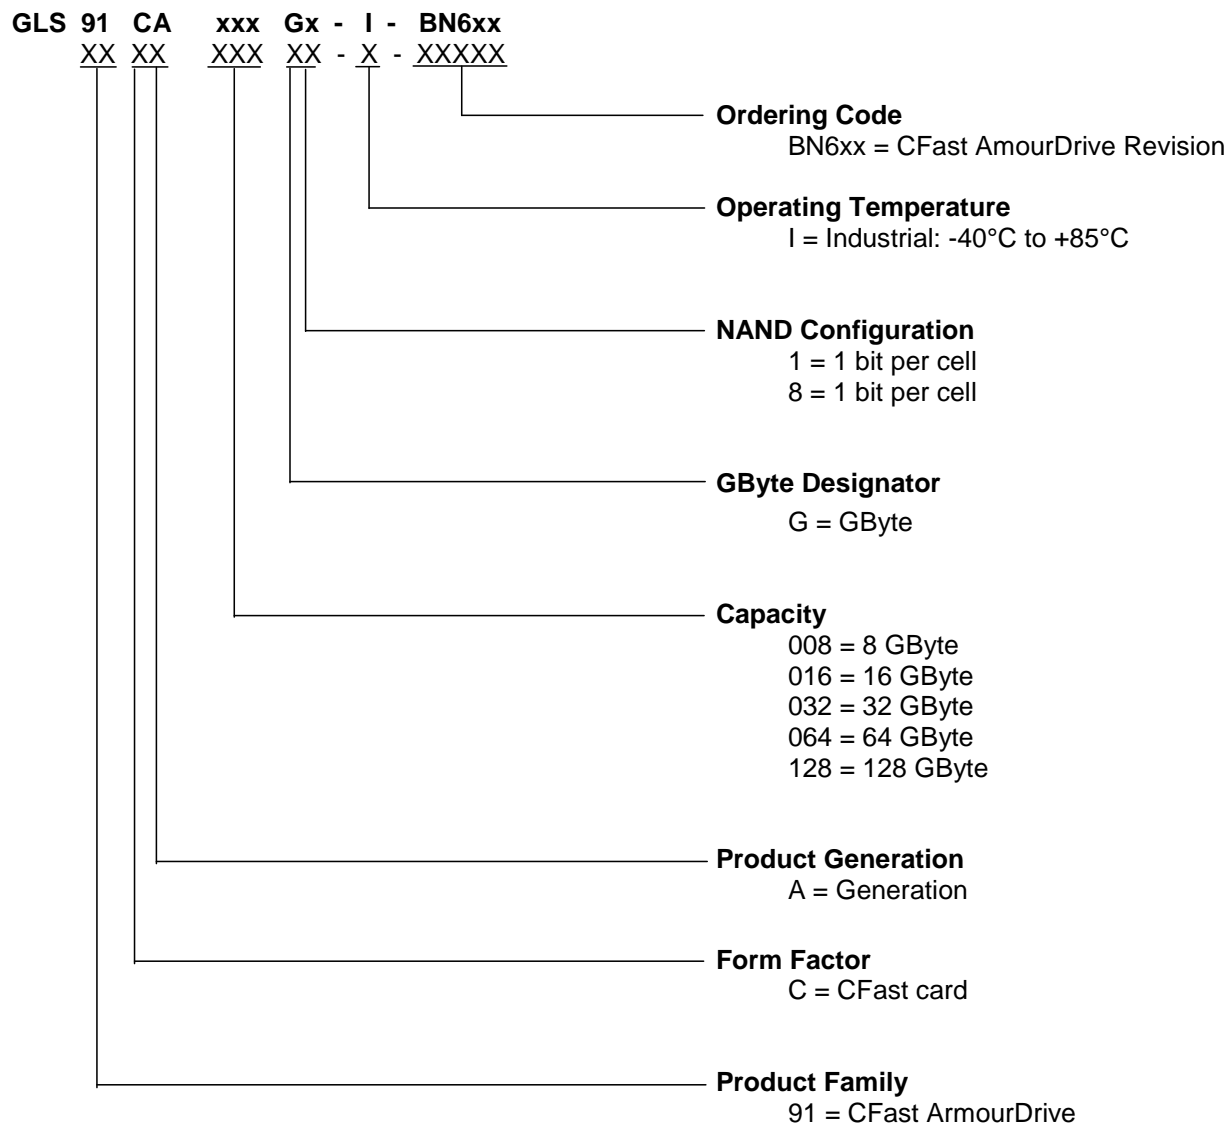 GLS 91 CA xxx Gx - I - BN6xx
XX XX XXX XX - X - XXXXX
Ordering Code
BN6xx = CFast AmourDrive Revision
Operating Temperature
I = Industrial: -40°C to +85°C
NAND Configuration
1 = 1 bit per cell
8 = 1 bit per cell
GByte Designator
G = GByte
Capacity
008 = 8 GByte
016 = 16 GByte
032 = 32 GByte
064 = 64 GByte
128 = 128 GByte
Product Generation
A = Generation
Form Factor
C = CFast card
Product Family
91 = CFast ArmourDrive